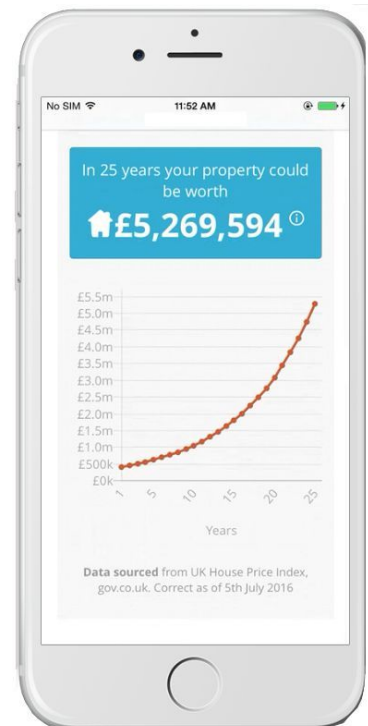 No SIM 11:52 AM
In 25 years your property could
be worth
£5,269,594
£5.5m
£5.0m
£4.5m
£4.0m
£3.5m
£3.0m
£2.5m
£2.0m
£1.5m
£1.0m
£500k
£0k
1 5 10 15 20 25
Years
Data sourced from UK House Price Index,
gov.co.uk. Correct as of 5th July 2016